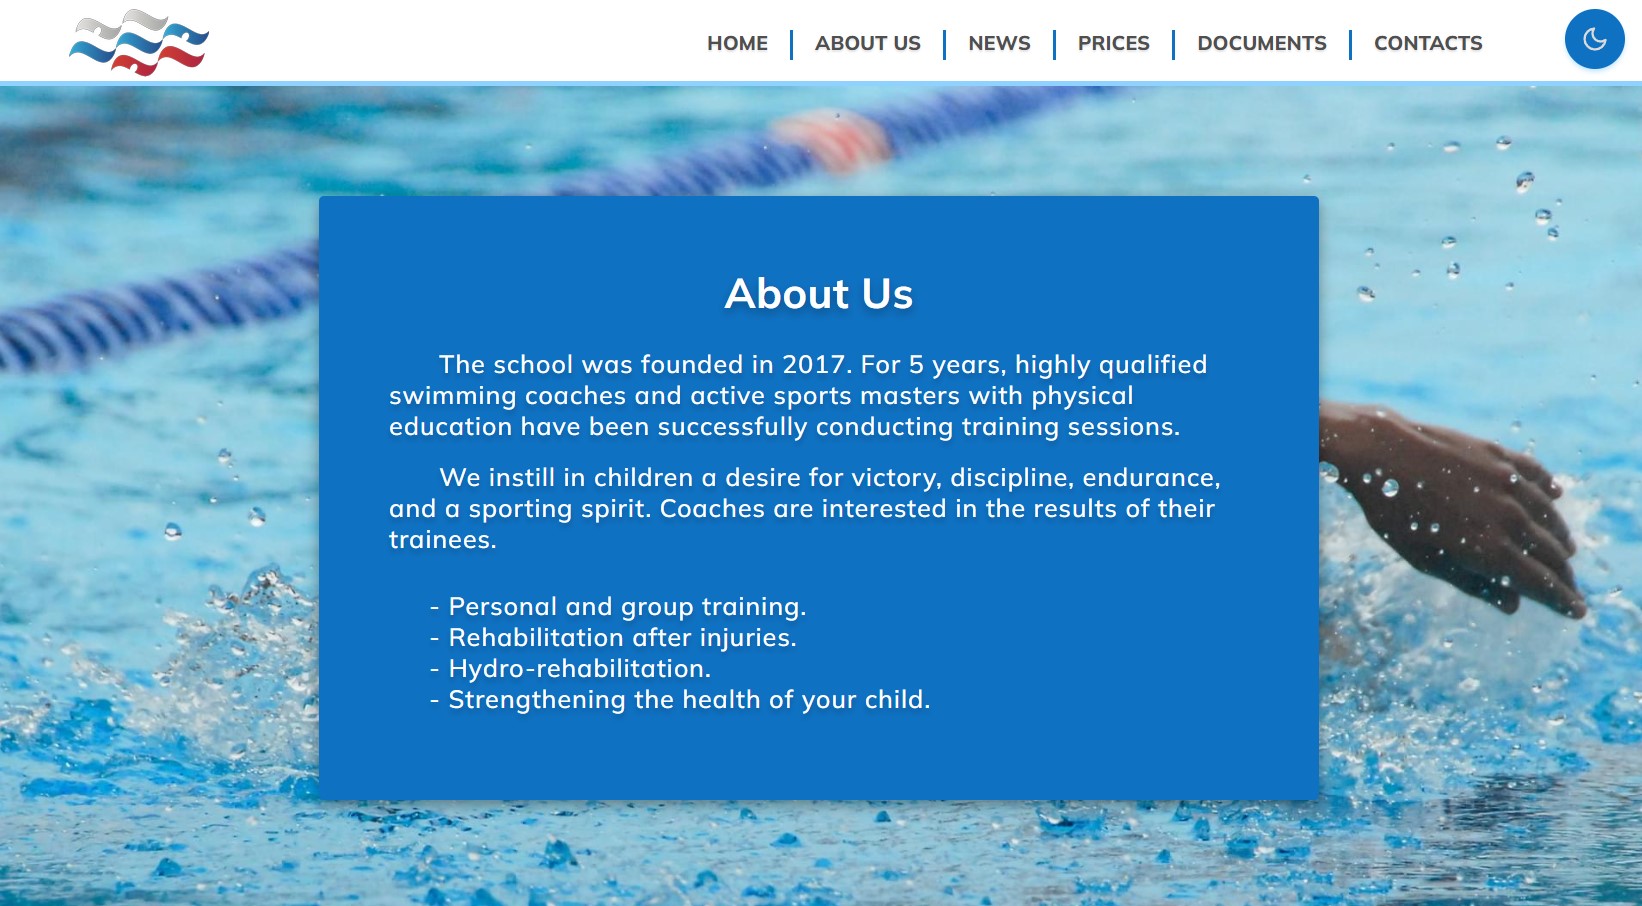 HOME
ABOUT US
NEWS
PRICES
DOCUMENTS
CONTACTS
About Us
The school was founded in 2017. For 5 years, highly qualified
swimming coaches and active sports masters with physical
education have been successfully conducting training sessions.
We instill in children a desire for victory, discipline, endurance,
and a sporting spirit. Coaches are interested in the results of their
trainees.
- Personal and group training.
- Rehabilitation after injuries.
- Hydro-rehabilitation.
- Strengthening the health of your child.